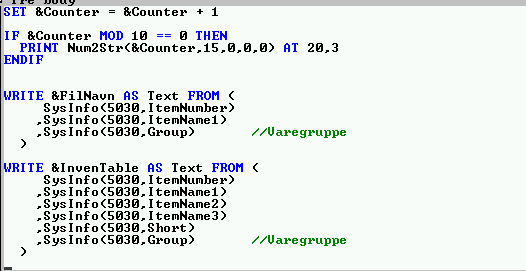 SET &Counter = &Counter + 1
IF &Counter MOD 10 == 0 THEN
PRINT Num2Str(&Counter,15,0,0,0) AT 20,3
ENDIF
WRITE &FilNavn AS Text FROM (
SysInfo(5030,ItemNumber)
,SysInfo(5030,ItemName1)
,SysInfo(5030,Group) //Varegruppe
)
WRITE &InvenTable AS Text FROM (
SysInfo(5030,ItemNumber)
,SysInfo(5030,ItemName1)
,SysInfo(5030,ItemName2)
,SysInfo(5030,ItemName3)
,SysInfo(5030,Short)
,SysInfo(5030,Group) //Varegruppe
)